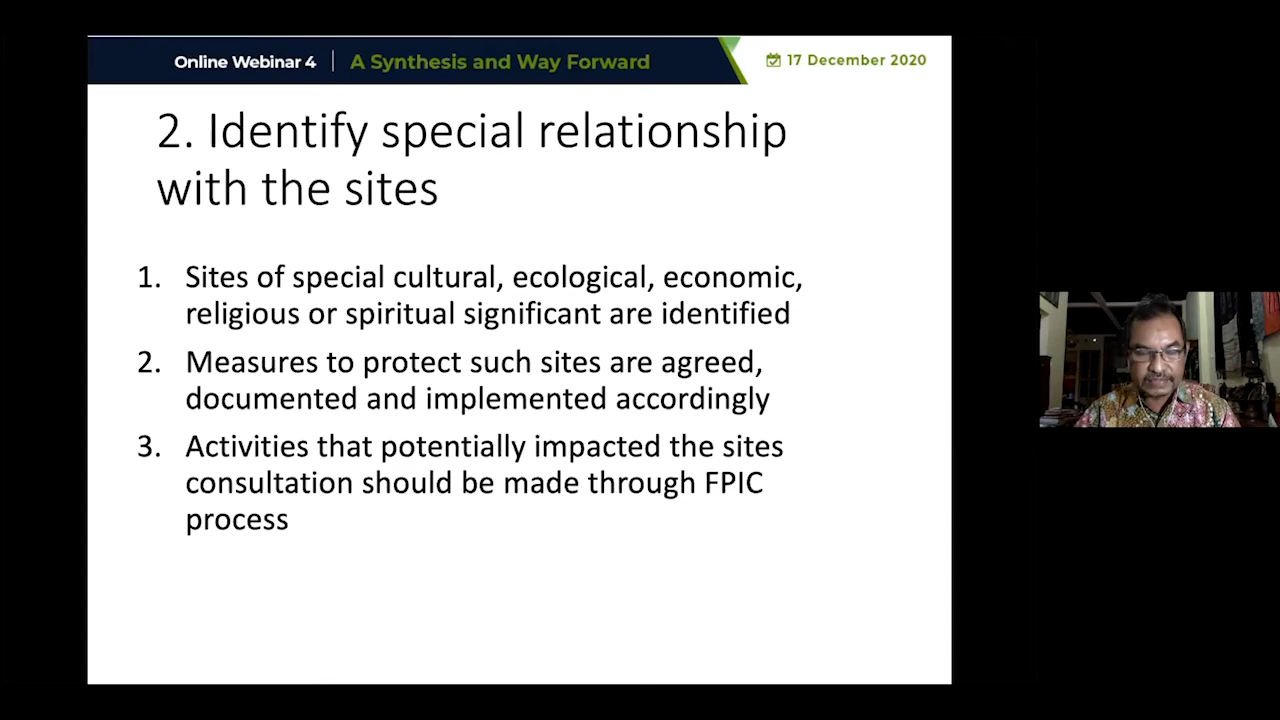 Online Webinar 4 | A Synthesis and Way Forward
17 December 2020
2. Identify special relationship
with the sites
1. Sites of special cultural, ecological, economic,
religious or spiritual significant are identified
2. Measures to protect such sites are agreed,
documented and implemented accordingly
3. Activities that potentially impacted the sites
consultation should be made through FPIC
process